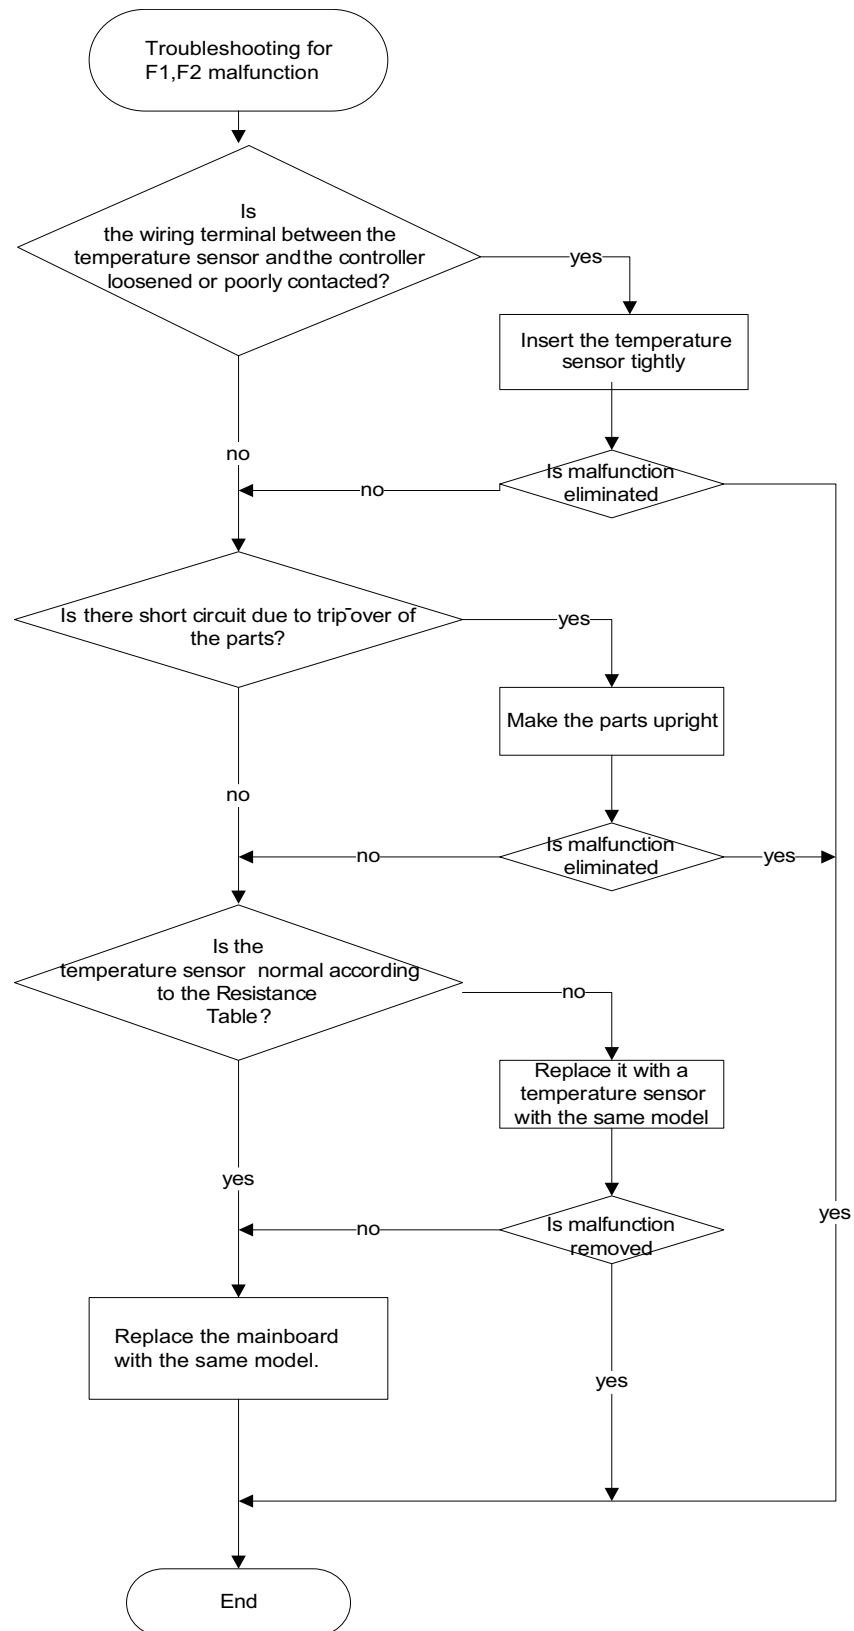 Troubleshooting for
F1,F2 malfunction
Is
the wiring terminal between the
temperature sensor and the controller
loosened or poorly contacted?
yes
Insert the temperature
sensor tightly
no
Is malfunction
eliminated
no
Is there short circuit due to trip-over of
the parts?
yes
Make the parts upright
no
Is malfunction
eliminated
no
yes
Is the
temperature sensor normal according
to the Resistance
Table?
no
Replace it with a
temperature sensor
with the same model
yes
yes
Is malfunction
removed
no
Replace the mainboard
with the same model.
yes
End